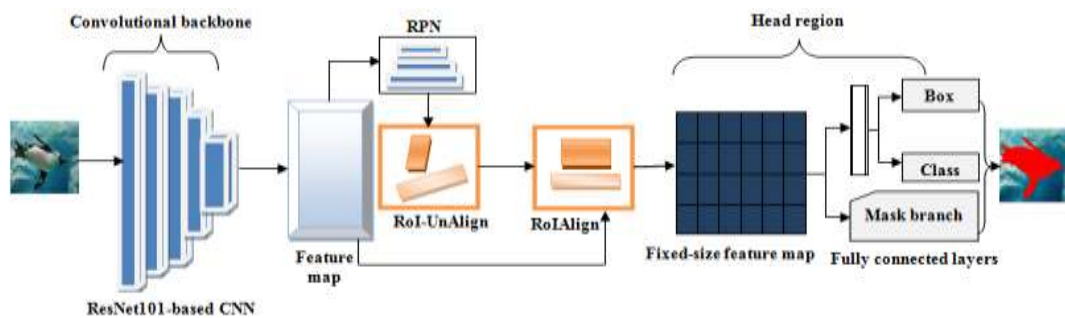 Convolutional backbone
ResNet101-based CNN
Feature
map
RPN
RoI-UnAlign
RoIAlign
Head region
Fixed-size feature map
Box
Class
Mask branch
Fully connected layers